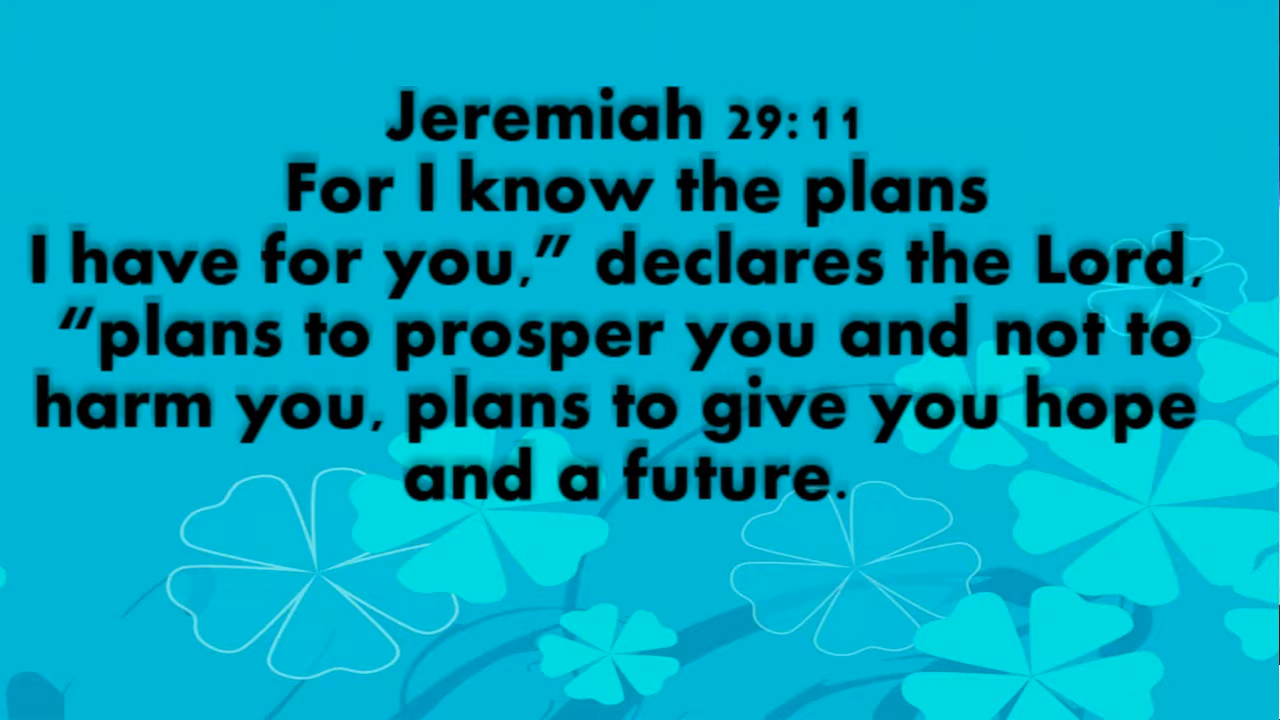 Jeremiah 29:11
For I know the plans
I have for you,” declares the Lord,
“plans to prosper you and not to
harm you, plans to give you hope
and a future.